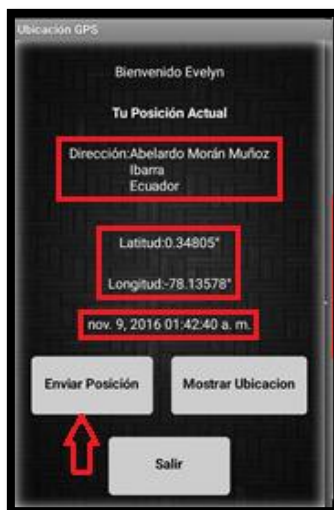 Ubicación GPS
Bienvenido Evelyn
Tu Posición Actual
Dirección:Abelardo Morán Muñoz
Ibarra
Ecuador
Latitud:0.34805°
Longitud:-78.13578°
nov. 9, 2016 01:42:40 a. m.
Enviar Posición
Mostrar Ubicacion
Salir